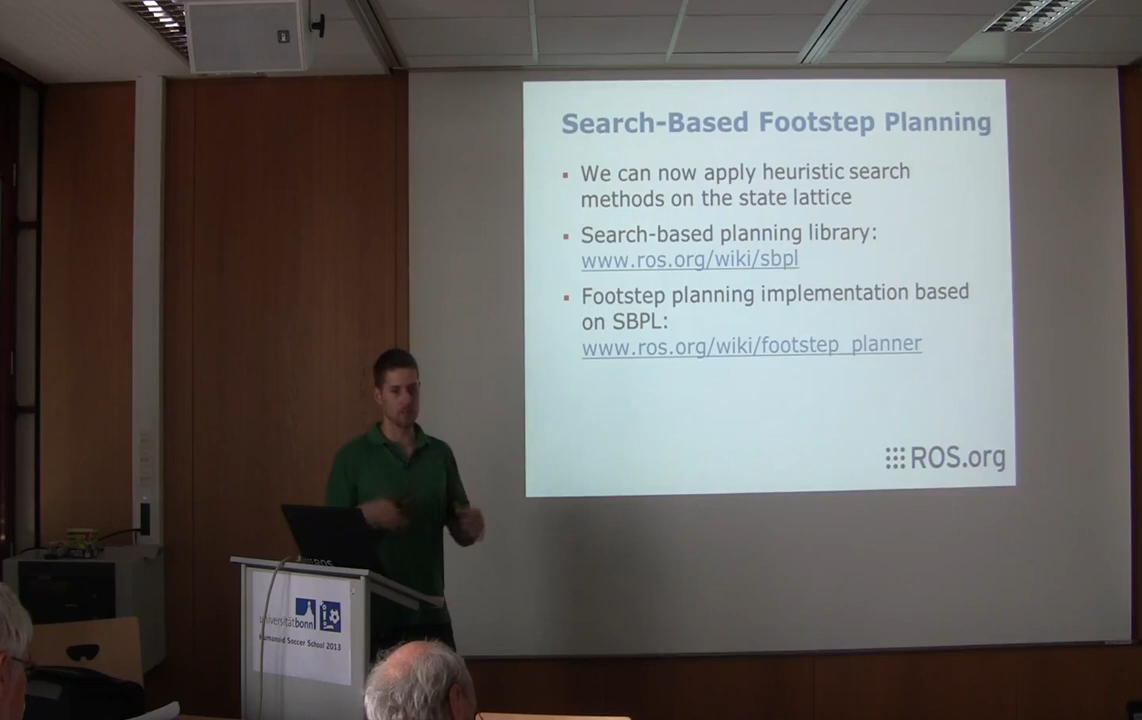 Search-Based Footstep Planning
▪ We can now apply heuristic search
methods on the state lattice
▪ Search-based planning library:
www.ros.org/wiki/sbpl
▪ Footstep planning implementation based
on SBPL:
www.ros.org/wiki/footstep_planner
ROS.org
universitätbonn
Humanoid Soccer School 2013